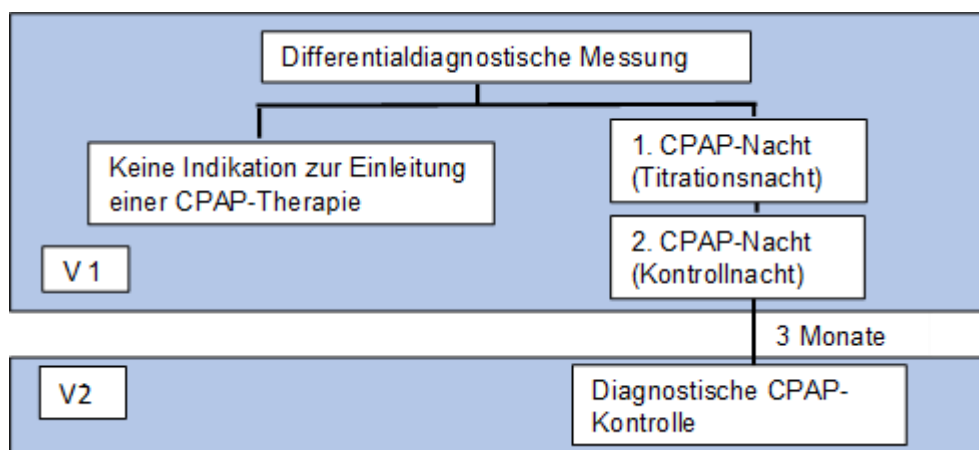 Differentialdiagnostische Messung
Keine Indikation zur Einleitung
einer CPAP-Therapie
1. CPAP-Nacht
(Titrationsnacht)
2. CPAP-Nacht
(Kontrollnacht)
V 1
3 Monate
V2
Diagnostische CPAP-
Kontrolle